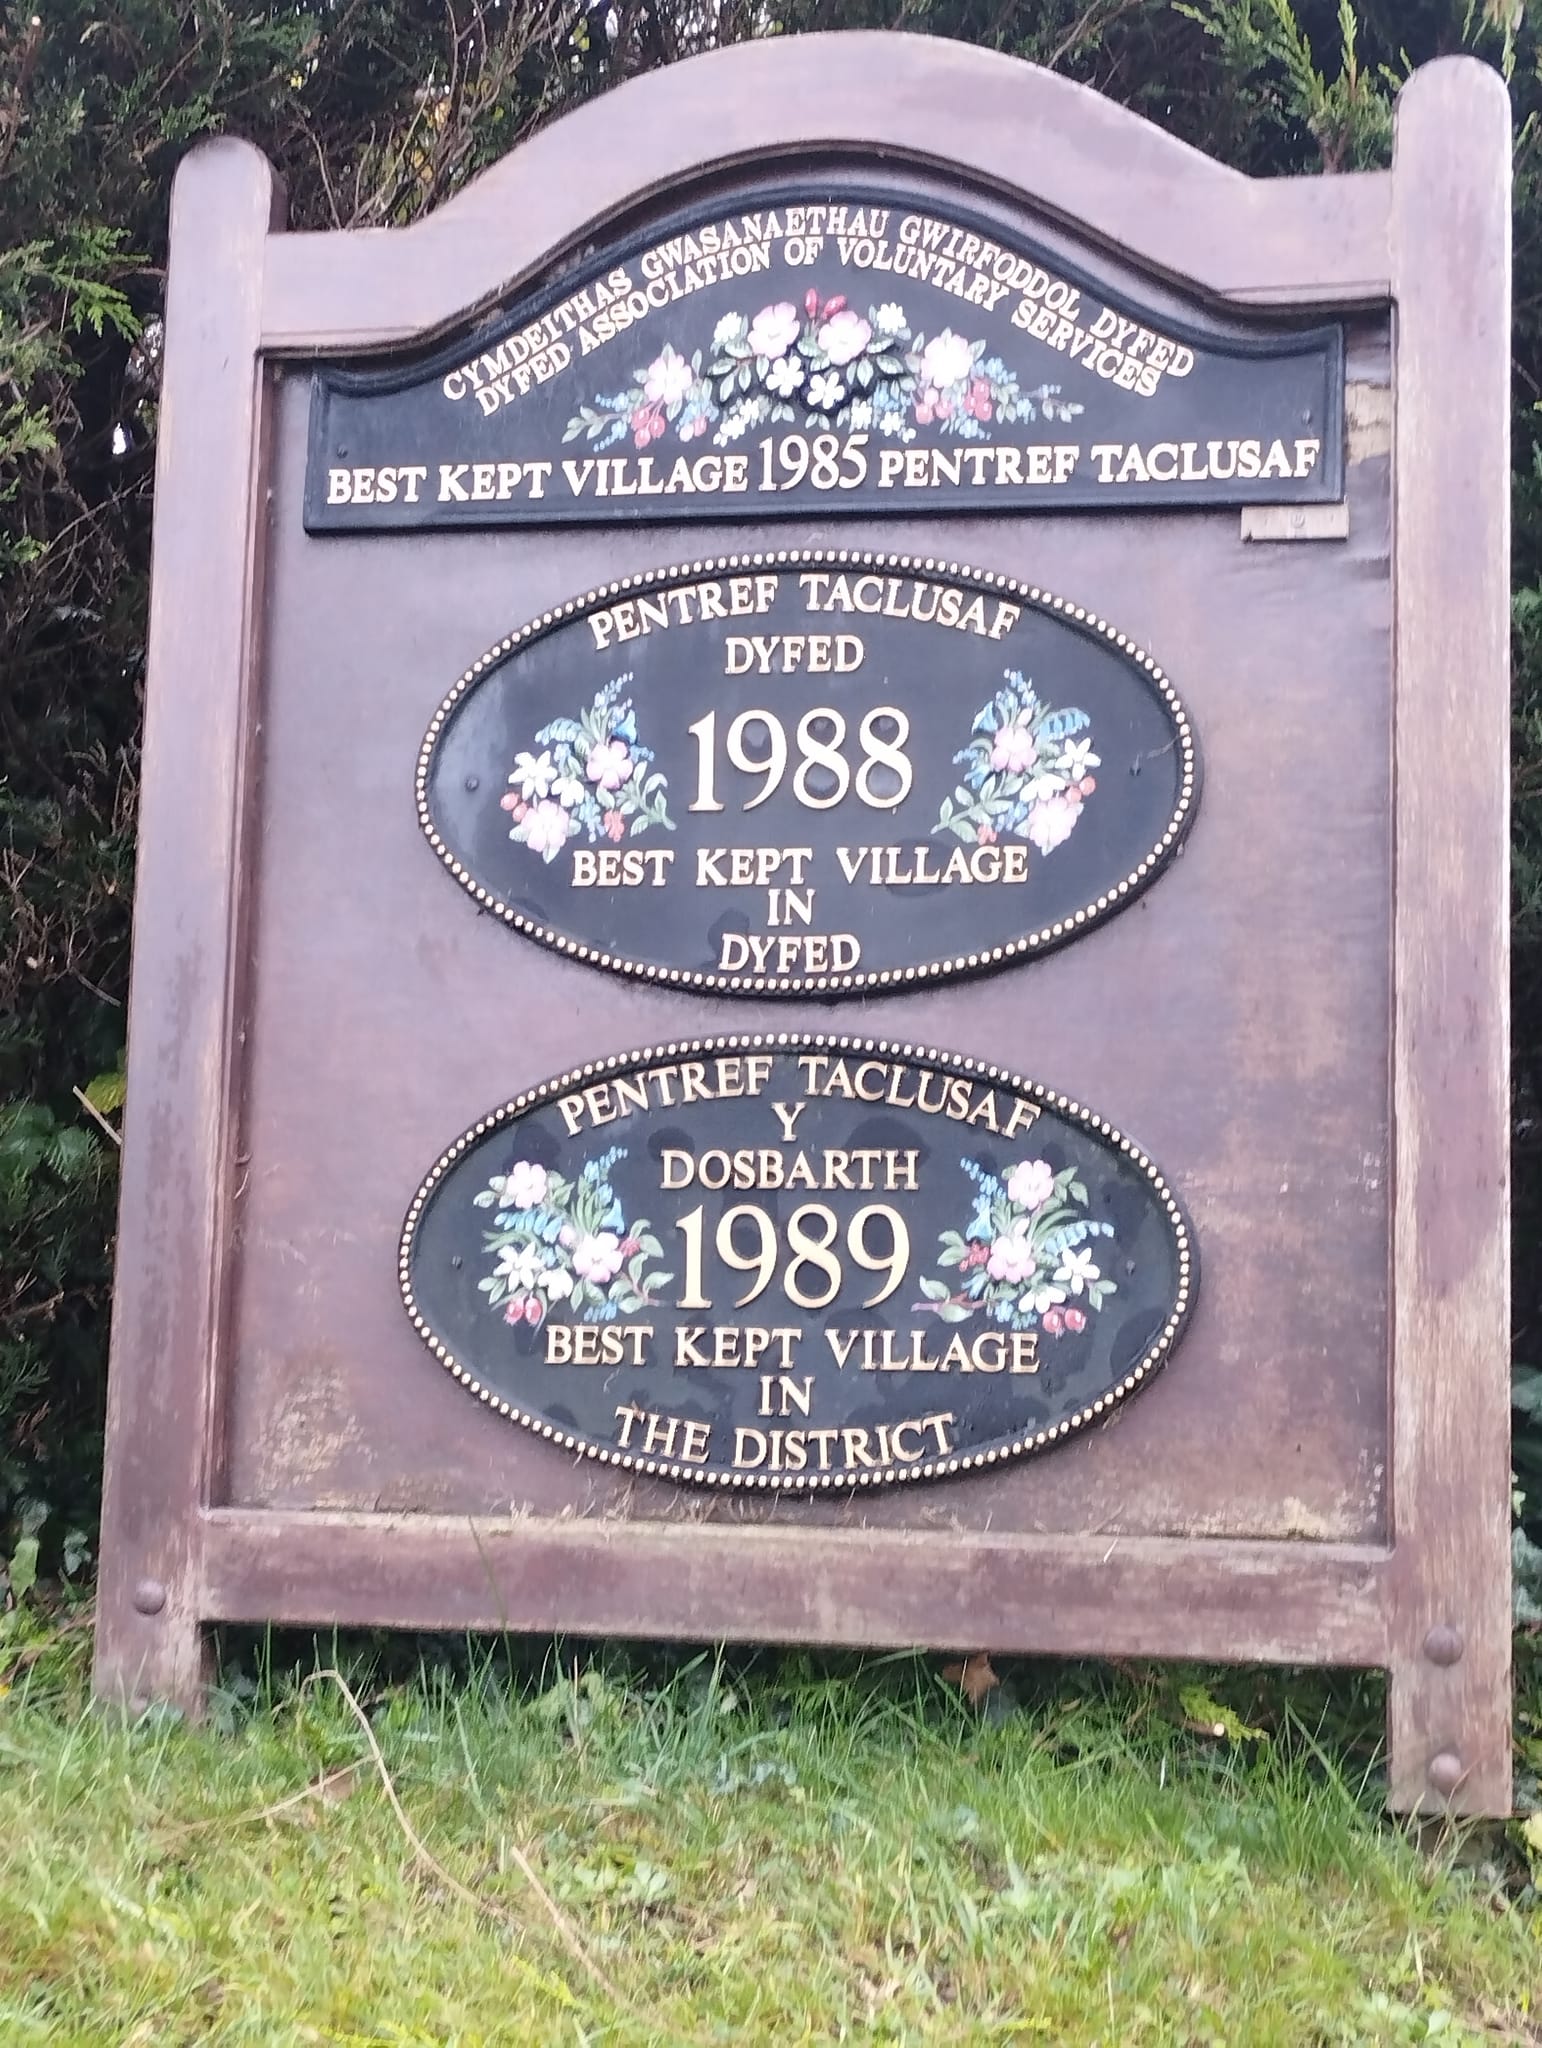 CYMDEITHAS GWASANAETHAU GWIRFODDOL DYFED
DYFED ASSOCIATION OF VOLUNTARY SERVICES
BEST KEPT VILLAGE 1985 PENTREF TACLUSAF
PENTREF TACLUSAF
DYFED
1988
BEST KEPT VILLAGE
IN
DYFED
PENTREF TACLUSAF
Y
DOSBARTH
1989
BEST KEPT VILLAGE
IN
THE DISTRICT